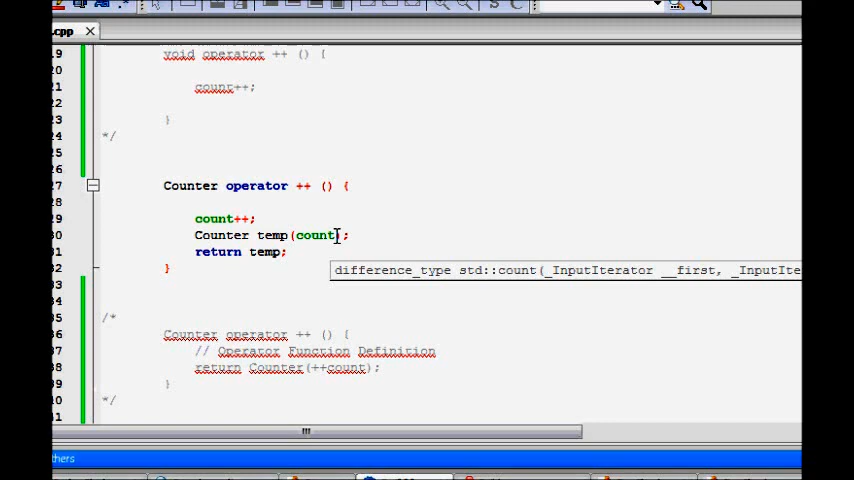 .cpp
19 void operator ++ () {
20
21 count++;
22
23 }
24 */
25
26
27 Counter operator ++ () {
29 count++;
30 Counter temp(count);
31 return temp;
32 }
difference_type std::count(_InputIterator __first, _InputIte
33
34
35 /*
36 Counter operator ++ () {
37 // Operator Function Definition
38 return Counter(++count);
39 }
40 */
41
thers